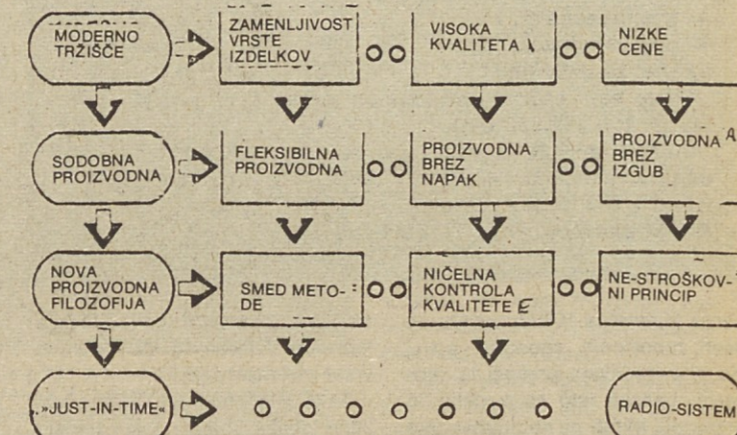 MODERNO
TRŽIŠČE
ZAMENLJIVOST
VRSTE
IZDELKOV
VISOKA
KVALITETA
NIZKE
CENE
SODOBNA
PROIZVODNA
FLEKSIBILNA
PROIZVODNA
PROIZVODNA
BREZ
NAPAK
PROIZVODNA A
BREZ
IZGUB
NOVA
PROIZVODNA
FILOZOFIJA
SMED METO-
DE
NIČELNA
KONTROLA
KVALITETE E
NE-STROŠKOV-
NI PRINCIP
»JUST-IN-TIME«
RADIO-SISTEM